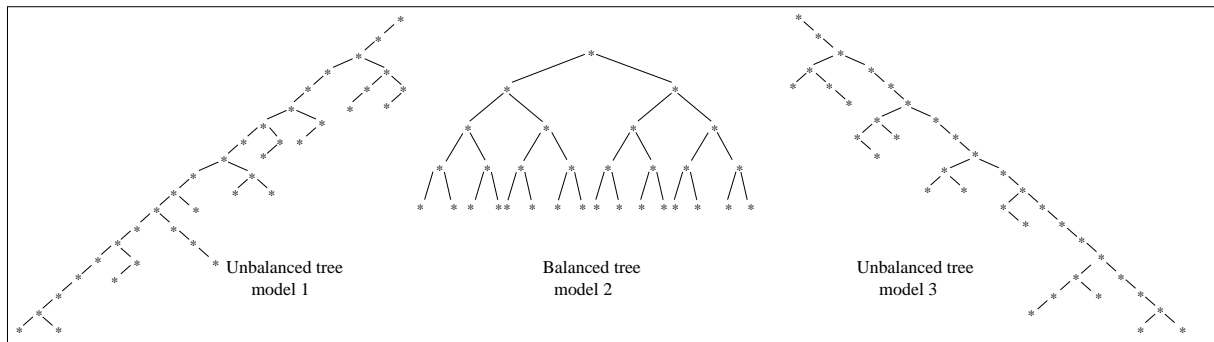 Unbalanced tree
model 1
Balanced tree
model 2
Unbalanced tree
model 3